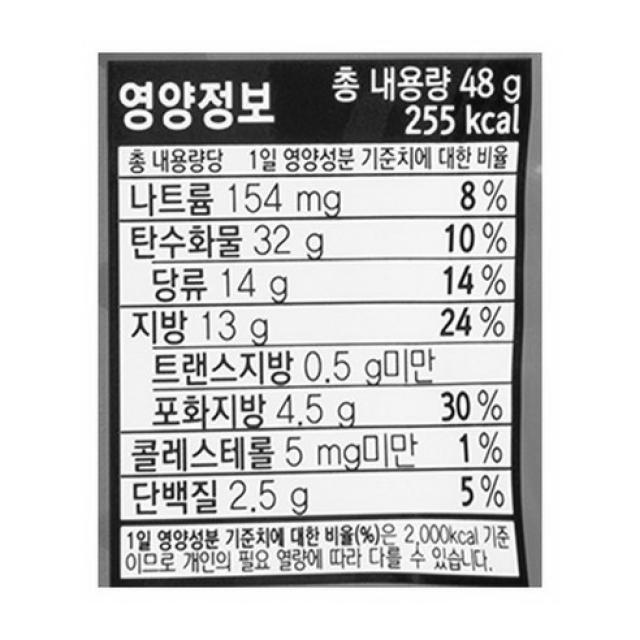 영양정보 총 내용량 48 g
255 kcal
총 내용량당 1일 영양성분 기준치에 대한 비율
나트륨 154 mg 8 %
탄수화물 32 g 10 %
당류 14 g 14 %
지방 13 g 24 %
트랜스지방 0.5 g미만
포화지방 4.5 g 30 %
콜레스테롤 5 mg미만 1 %
단백질 2.5 g 5 %
1일 영양성분 기준치에 대한 비율(%)은 2,000kcal 기준
이므로 개인의 필요 열량에 따라 다를 수 있습니다.